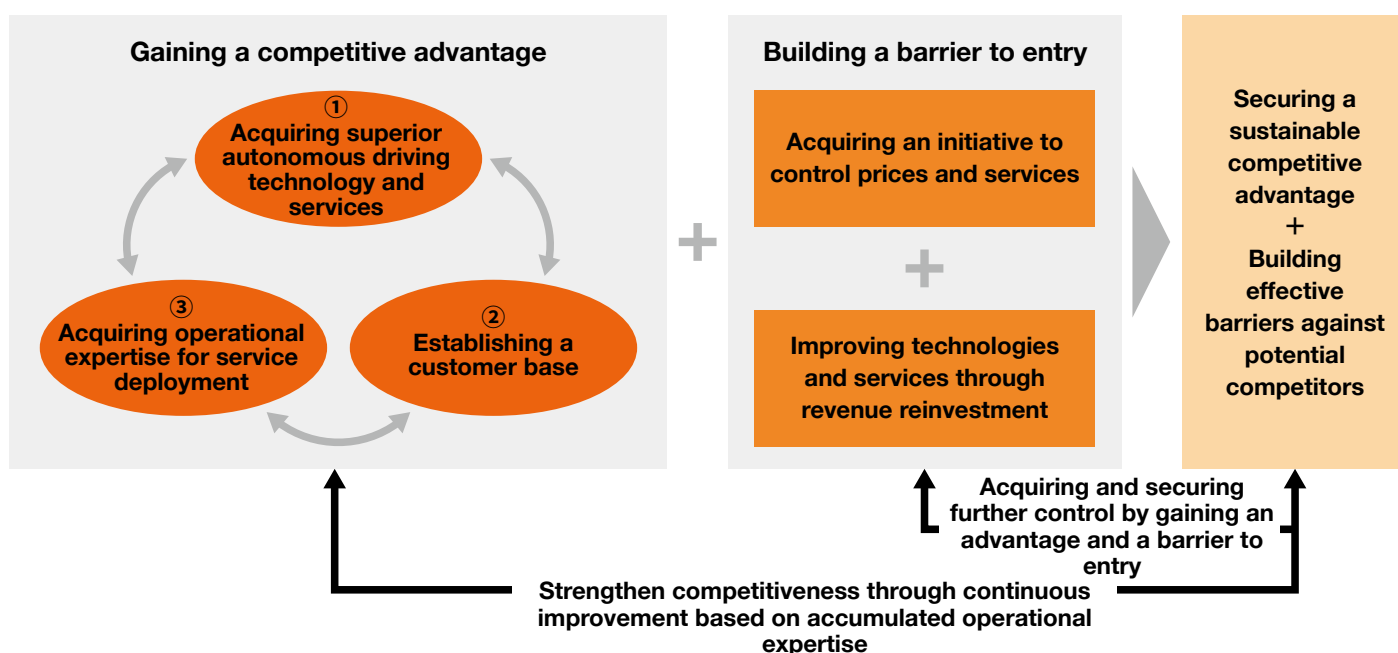 Gaining a competitive advantage
①
Acquiring superior
autonomous driving
technology and
services
③
Acquiring operational
expertise for service
deployment
②
Establishing a
customer base
+
Building a barrier to entry
Acquiring an initiative to
control prices and services
+
Improving technologies
and services through
revenue reinvestment
Securing a
sustainable
competitive
advantage
+
Building
effective
barriers against
potential
competitors
Acquiring and securing
further control by gaining an
advantage and a barrier to
entry
Strengthen competitiveness through continuous
improvement based on accumulated operational
expertise